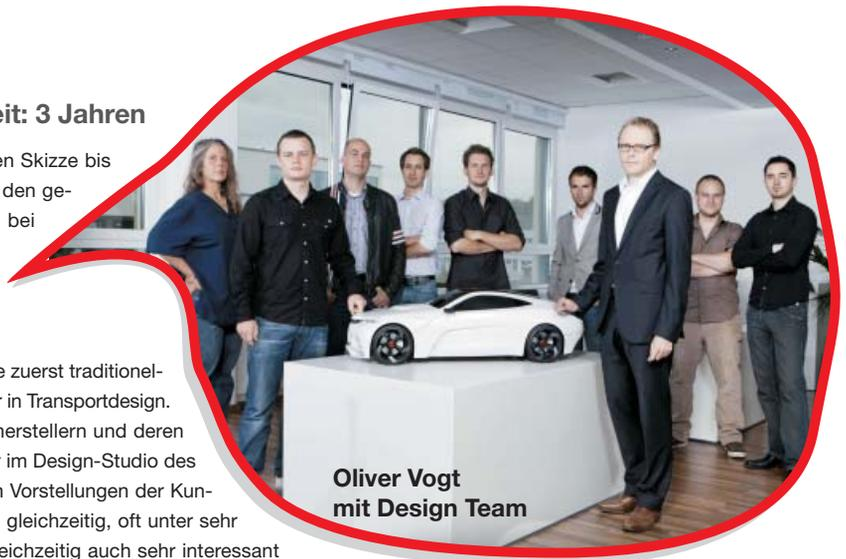 eit: 3 Jahren
en Skizze bis
den ge-
bei
e zuerst traditionel-
r in Transportdesign.
herstellern und deren
r im Design-Studio des
n Vorstellungen der Kun-
gleichzeitig, oft unter sehr
leichzeitig auch sehr interessant
Oliver Vogt
mit Design Team